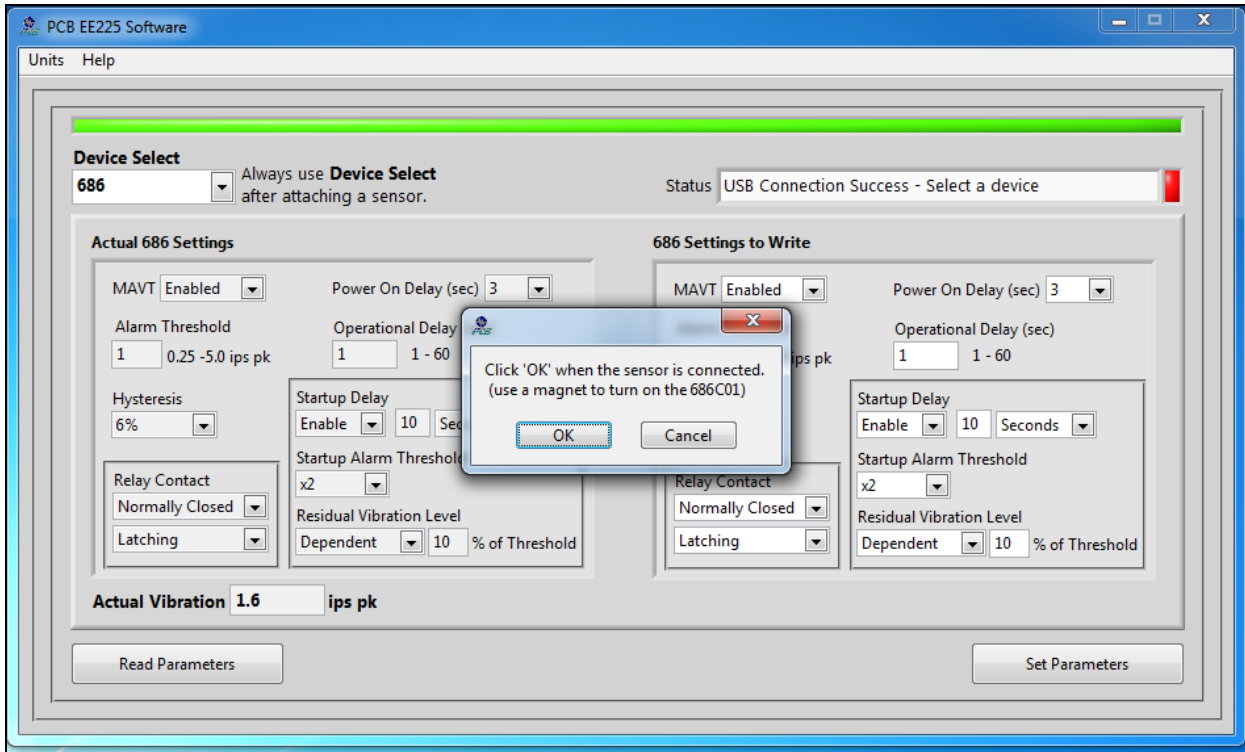 PCB EE225 Software
Units Help
Device Select
686
Always use Device Select
after attaching a sensor.
Status USB Connection Success - Select a device
Actual 686 Settings
MAVT Enabled
Power On Delay (sec) 3
Alarm Threshold
1 0.25 -5.0 ips pk
Operational Delay
1 1 - 60
Hysteresis
6%
Startup Delay
Enable 10
Startup Alarm Threshold
x2
Relay Contact
Normally Closed
Latching
Residual Vibration Level
Dependent 10 % of Threshold
Actual Vibration 1.6 ips pk
PCB
Click 'OK' when the sensor is connected.
(use a magnet to turn on the 686C01)
OK Cancel
686 Settings to Write
MAVT Enabled
Power On Delay (sec) 3
ips pk
Operational Delay (sec)
1 1 - 60
Startup Delay
Enable 10 Seconds
Startup Alarm Threshold
x2
Relay Contact
Normally Closed
Latching
Residual Vibration Level
Dependent 10 % of Threshold
Read Parameters
Set Parameters